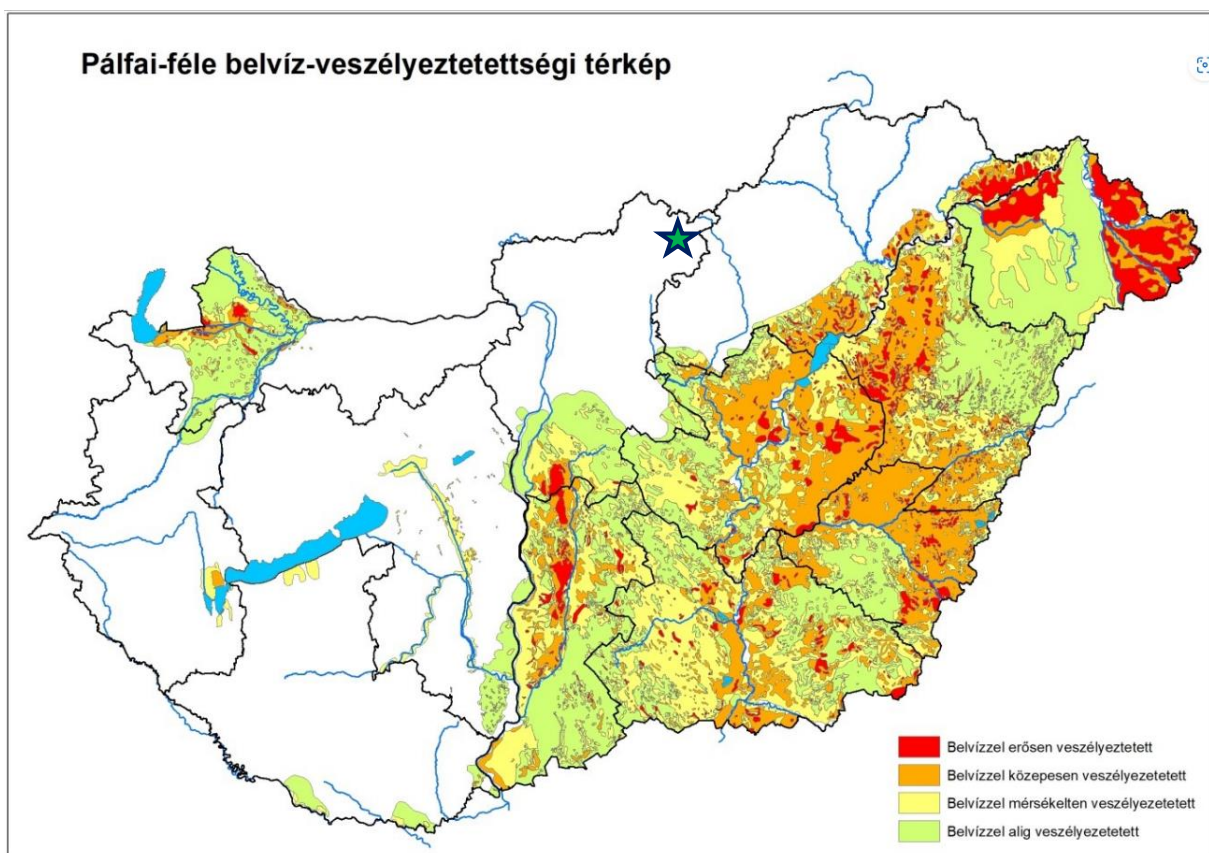 Pálfai-féle belvíz-veszélyeztetettségi térkép
Belvízzel erősen veszélyeztetett
Belvízzel közepesen veszélyezetetett
Belvízzel mérsékelten veszélyezetetett
Belvízzel alig veszélyezetetett